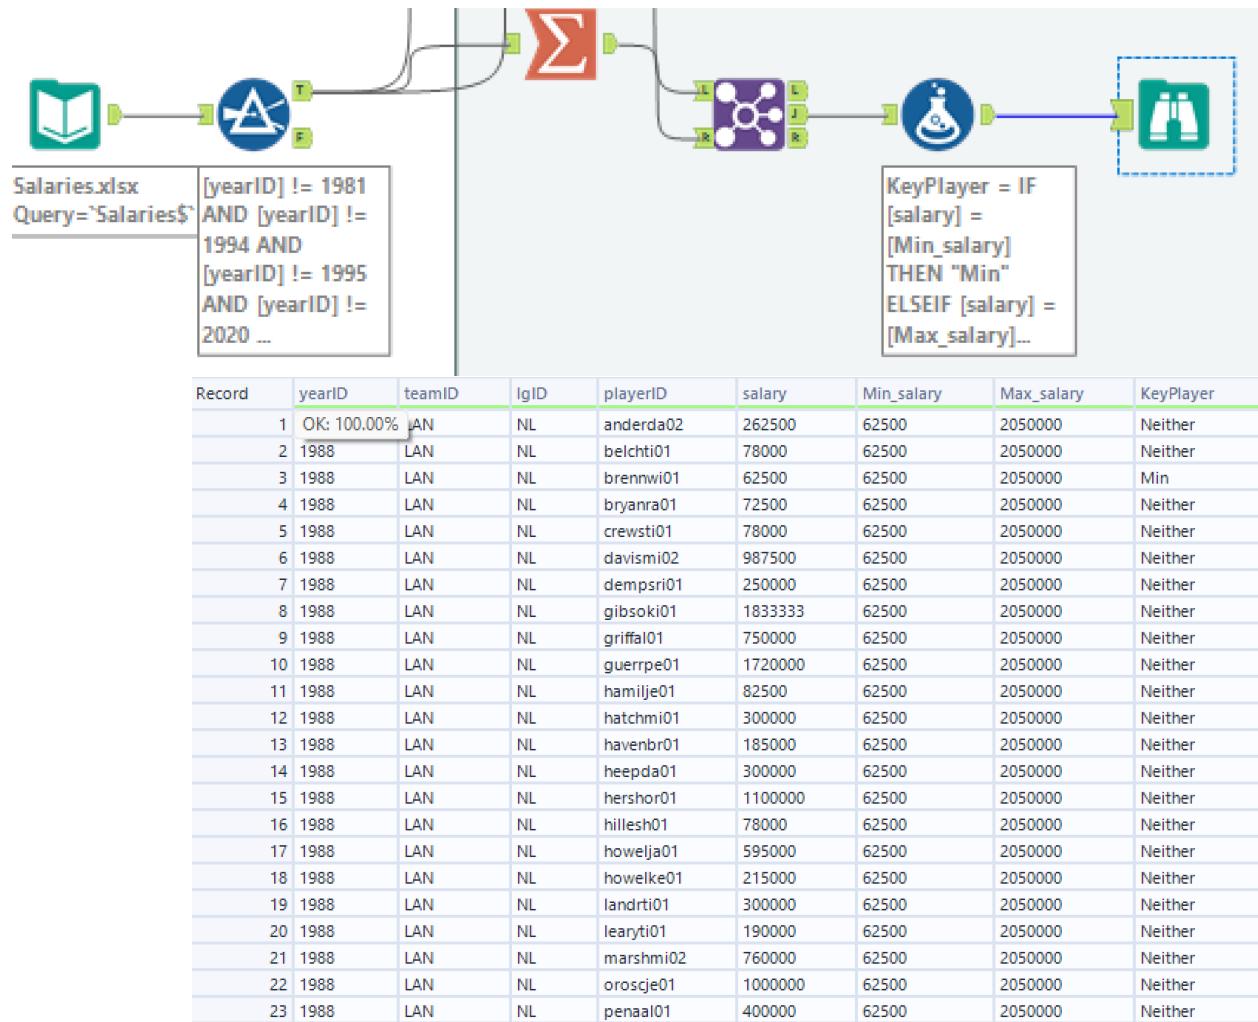 T
F
L
R
L
J
R
Salaries.xlsx
Query=`Salaries$`
[yearID] != 1981
AND [yearID] !=
1994 AND
[yearID] != 1995
AND [yearID] !=
2020 ...
KeyPlayer = IF
[salary] =
[Min_salary]
THEN "Min"
ELSEIF [salary] =
[Max_salary]...
Record yearID teamID lgID playerID salary Min_salary Max_salary KeyPlayer
1 OK: 100.00% LAN NL anderda02 262500 62500 2050000 Neither
2 1988 LAN NL belchti01 78000 62500 2050000 Neither
3 1988 LAN NL brennwi01 62500 62500 2050000 Min
4 1988 LAN NL bryanra01 72500 62500 2050000 Neither
5 1988 LAN NL crewsti01 78000 62500 2050000 Neither
6 1988 LAN NL davismi02 987500 62500 2050000 Neither
7 1988 LAN NL dempsri01 250000 62500 2050000 Neither
8 1988 LAN NL gibsoki01 1833333 62500 2050000 Neither
9 1988 LAN NL griffal01 750000 62500 2050000 Neither
10 1988 LAN NL guerrpe01 1720000 62500 2050000 Neither
11 1988 LAN NL hamilje01 82500 62500 2050000 Neither
12 1988 LAN NL hatchmi01 300000 62500 2050000 Neither
13 1988 LAN NL havenbr01 185000 62500 2050000 Neither
14 1988 LAN NL heepda01 300000 62500 2050000 Neither
15 1988 LAN NL hershor01 1100000 62500 2050000 Neither
16 1988 LAN NL hillesh01 78000 62500 2050000 Neither
17 1988 LAN NL howelja01 595000 62500 2050000 Neither
18 1988 LAN NL howelke01 215000 62500 2050000 Neither
19 1988 LAN NL landrti01 300000 62500 2050000 Neither
20 1988 LAN NL learyti01 190000 62500 2050000 Neither
21 1988 LAN NL marshmi02 760000 62500 2050000 Neither
22 1988 LAN NL oroscje01 1000000 62500 2050000 Neither
23 1988 LAN NL penaal01 400000 62500 2050000 Neither